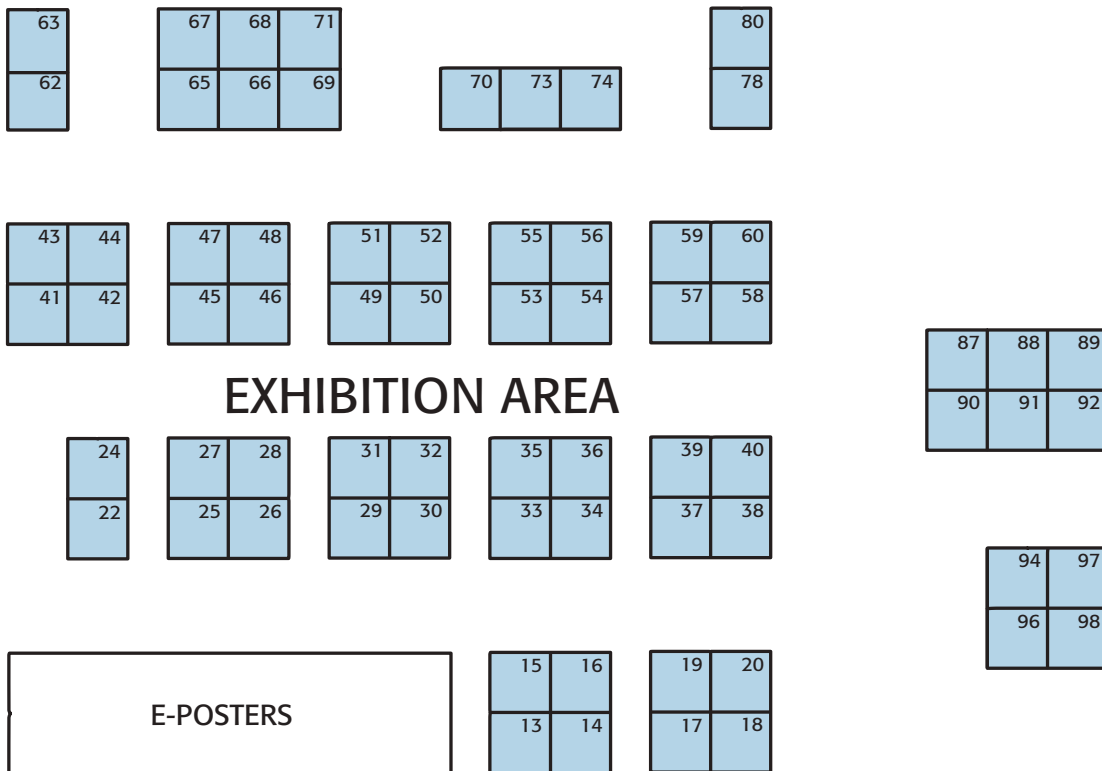 63 67 68 71 80
62 65 66 69 70 73 74 78
43 44 47 48 51 52 55 56 59 60
41 42 45 46 49 50 53 54 57 58
87 88 89
EXHIBITION AREA
90 91 92
24 27 28 31 32 35 36 39 40
22 25 26 29 30 33 34 37 38
94 97
96 98
15 16 19 20
E-POSTERS
13 14 17 18